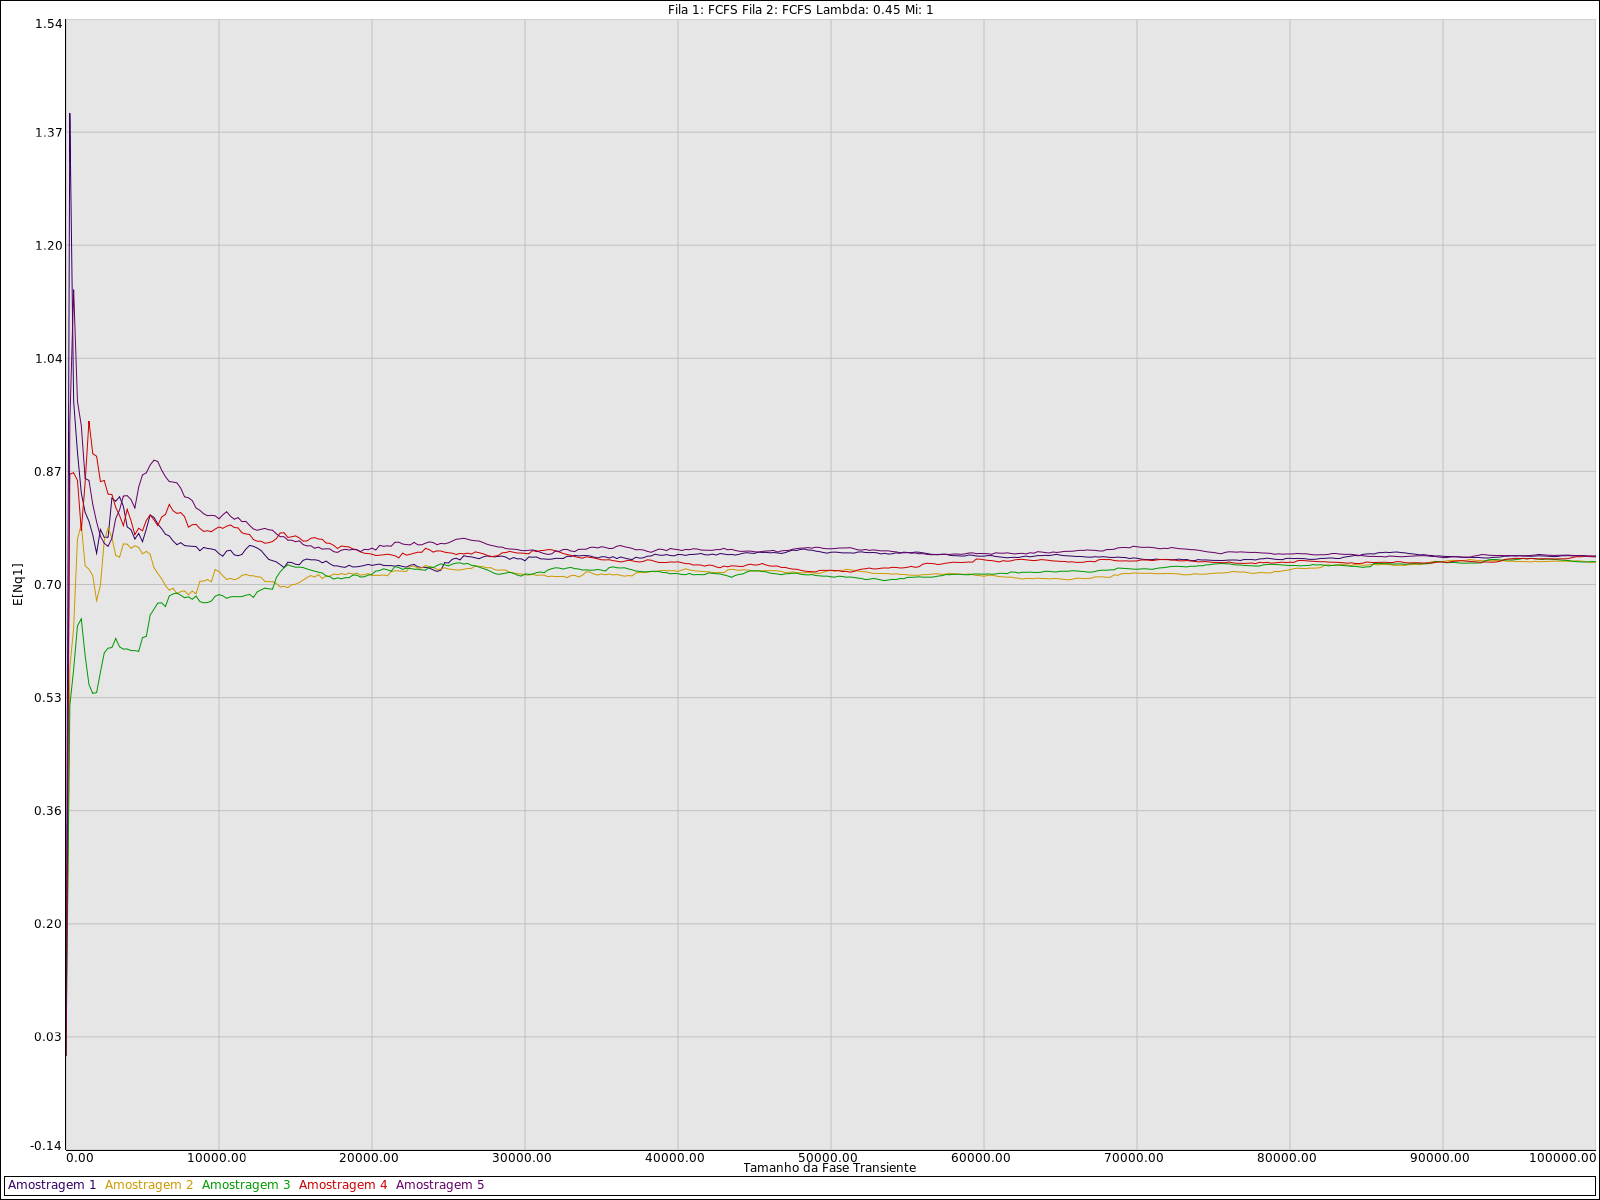 Fila 1: FCFS Fila 2: FCFS Lambda: 0.45 Mi: 1
1.54
1.37
1.20
1.04
0.87
0.70
0.53
0.36
0.20
0.03
-0.14
E[Nq1]
0.00 10000.00 20000.00 30000.00 40000.00 50000.00 60000.00 70000.00 80000.00 90000.00 100000.00
Tamanho da Fase Transiente
Amostragem 1 Amostragem 2 Amostragem 3 Amostragem 4 Amostragem 5